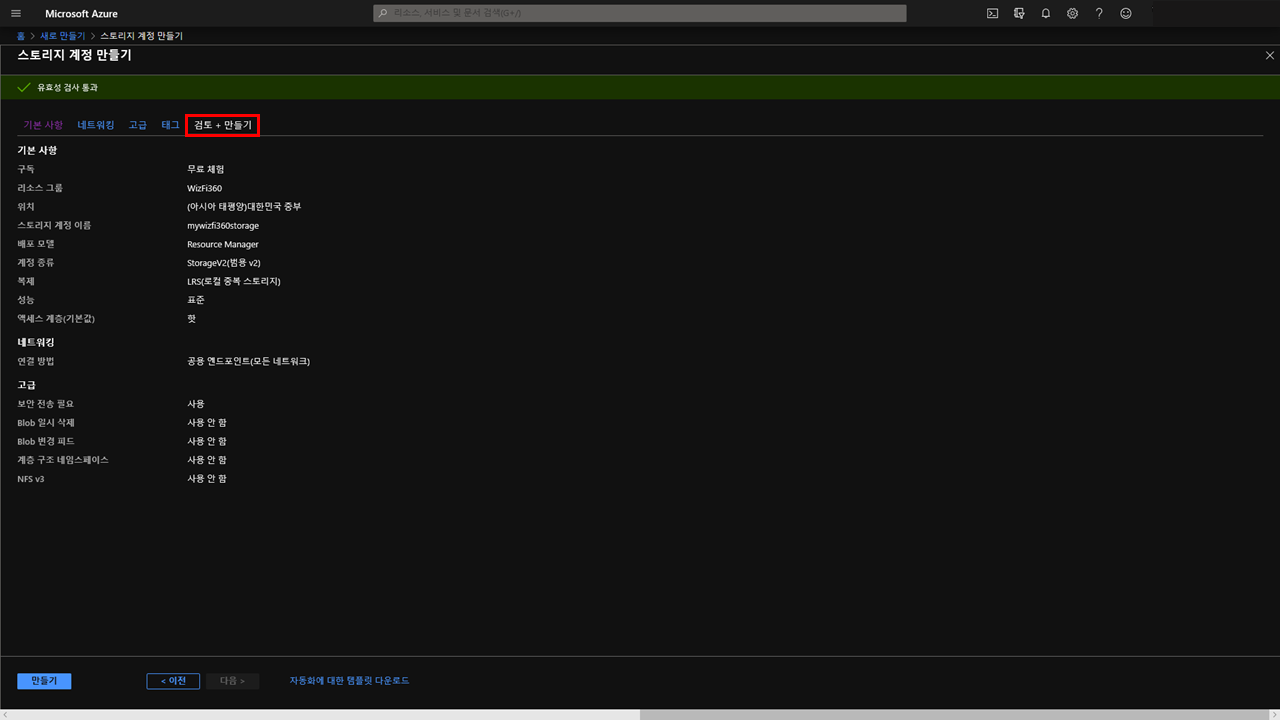 Microsoft Azure
리소스, 서비스 및 문서 검색(G+/)
홈 > 새로 만들기 > 스토리지 계정 만들기
스토리지 계정 만들기
유효성 검사 통과
기본 사항 네트워킹 고급 태그 검토 + 만들기
기본 사항
구독 무료 체험
리소스 그룹 WizFi360
위치 (아시아 태평양)대한민국 중부
스토리지 계정 이름 mywizfi360storage
배포 모델 Resource Manager
계정 종류 StorageV2(범용 v2)
복제 LRS(로컬 중복 스토리지)
성능 표준
액세스 계층(기본값) 핫
네트워킹
연결 방법 공용 엔드포인트(모든 네트워크)
고급
보안 전송 필요 사용
Blob 일시 삭제 사용 안 함
Blob 변경 피드 사용 안 함
계층 구조 네임스페이스 사용 안 함
NFS v3 사용 안 함
만들기 < 이전 다음 > 자동화에 대한 템플릿 다운로드